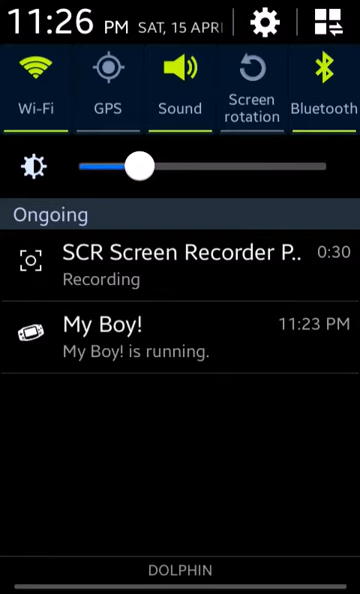 11:26 PM SAT, 15 APRI
Wi-Fi GPS Sound Screen rotation Bluetooth
Ongoing
SCR Screen Recorder P.. 0:30
Recording
My Boy! 11:23 PM
My Boy! is running.
DOLPHIN